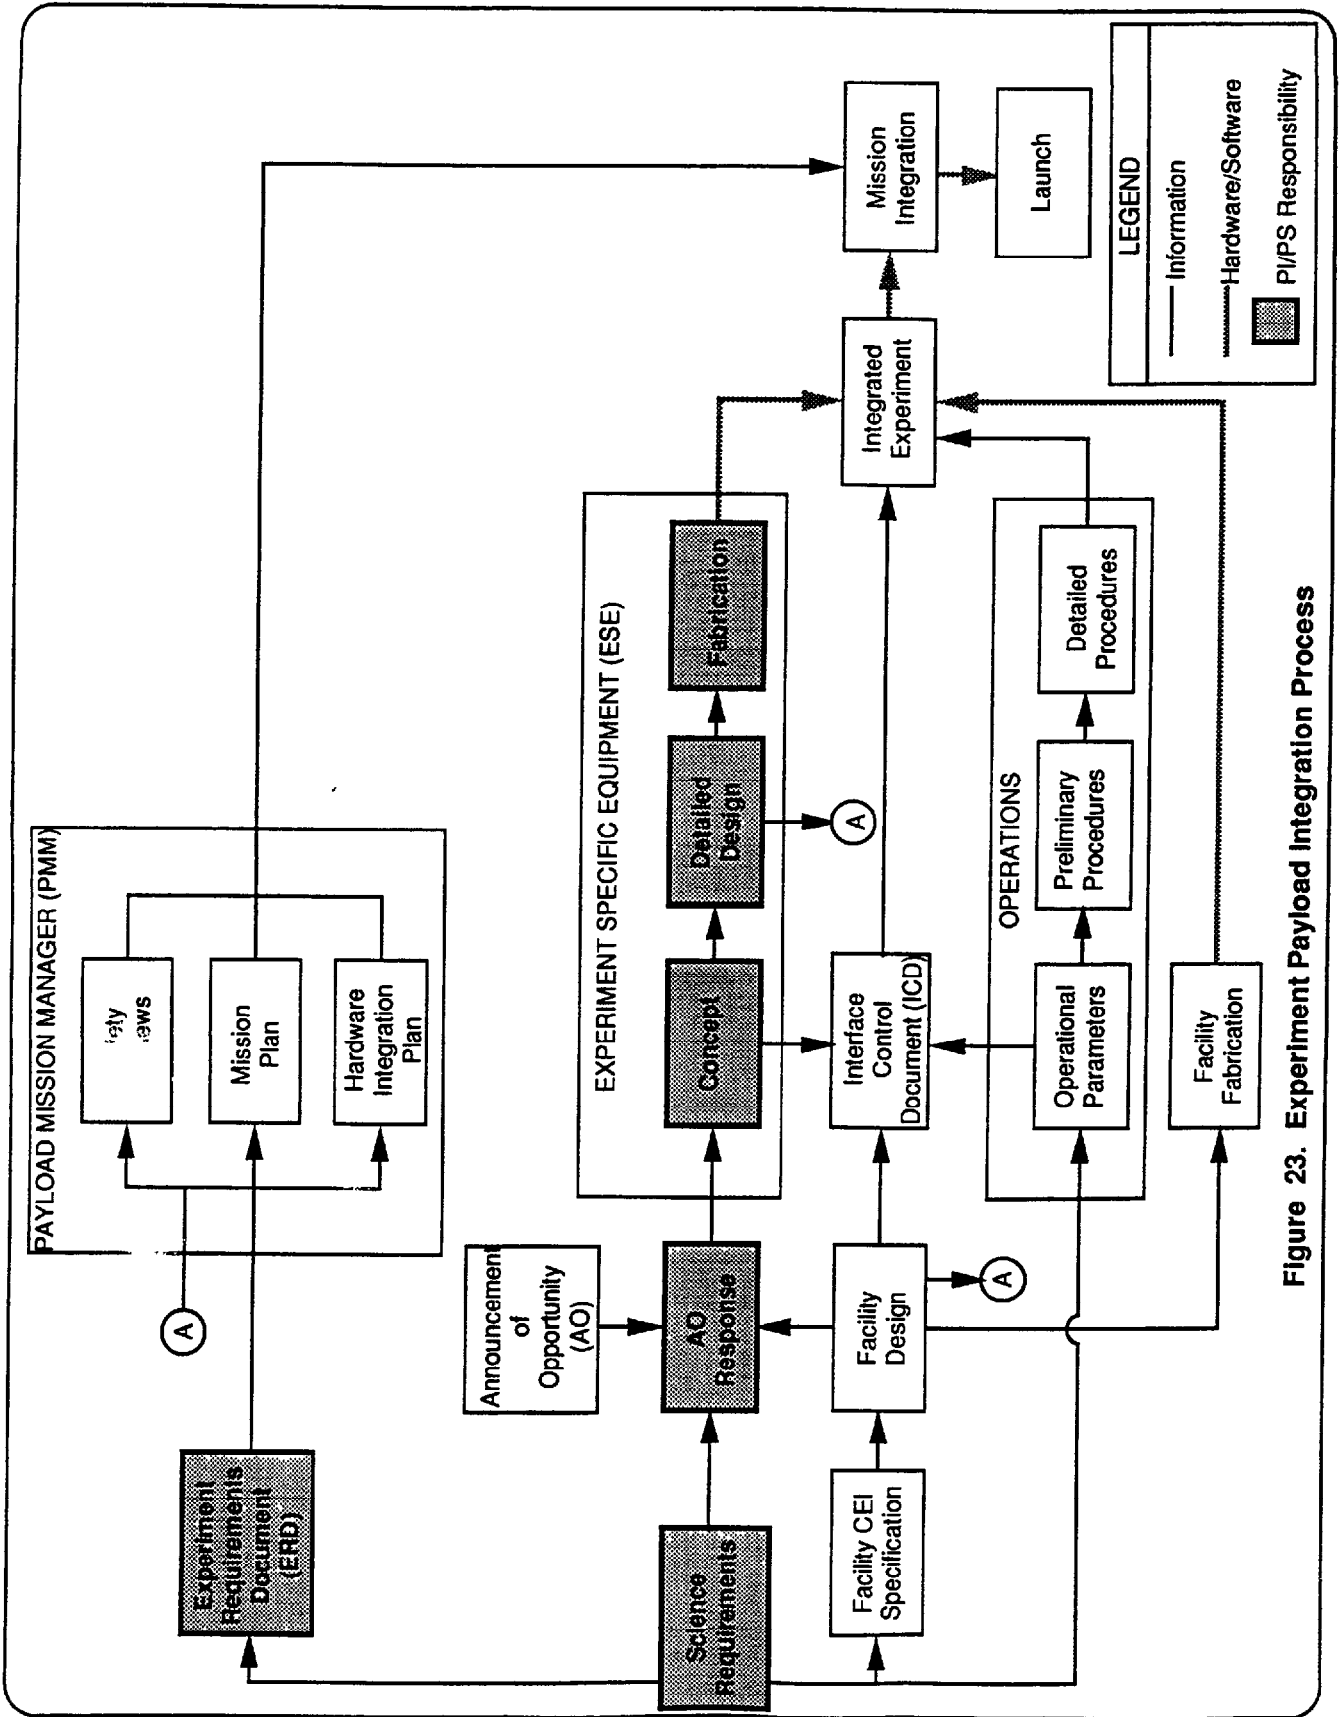 PAYLOAD MISSION MANAGER (PMM)
A
Mission
Plan
Hardware
Integration
Plan
Experiment
Requirements
Document
(ERD)
Announcement
of
Opportunity
(AO)
EXPERIMENT SPECIFIC EQUIPMENT (ESE)
Science
Requirements
AO
Response
Concept
Detailed
Design
Fabrication
A
Facility CEI
Specification
Facility
Design
A
Interface
Control
Document (ICD)
Integrated
Experiment
Mission
Integration
Launch
OPERATIONS
Operational
Parameters
Preliminary
Procedures
Detailed
Procedures
Facility
Fabrication
LEGEND
Information
Hardware/Software
PI/PS Responsibility
Figure 23. Experiment Payload Integration Process